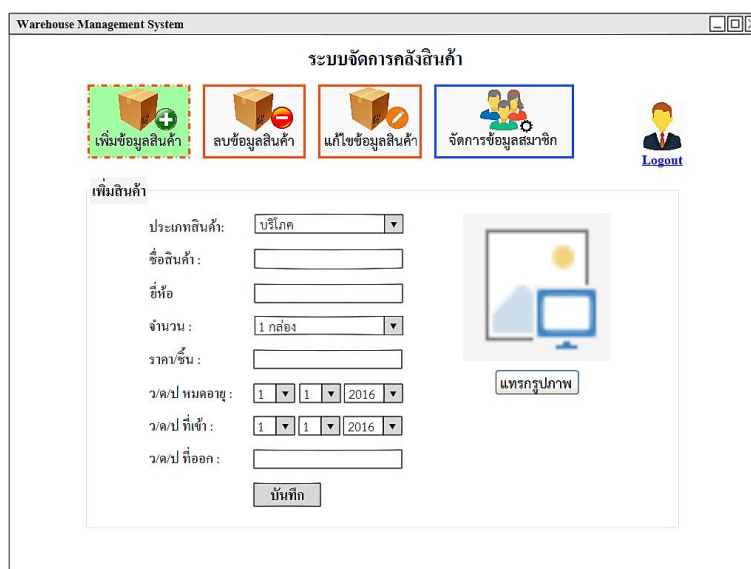 Warehouse Management System
ระบบจัดการคลังสินค้า
เพิ่มข้อมูลสินค้า ลบข้อมูลสินค้า แก้ไขข้อมูลสินค้า จัดการข้อมูลสมาชิก
Logout
เพิ่มสินค้า
ประเภทสินค้า: บริโภค
ชื่อสินค้า :
ยี่ห้อ
จำนวน : 1 กล่อง
ราคา/ชิ้น :
แทรกรูปภาพ
ว/ด/ป หมดอายุ : 1 1 2016
ว/ด/ป ที่เข้า : 1 1 2016
ว/ด/ป ที่ออก :
บันทึก